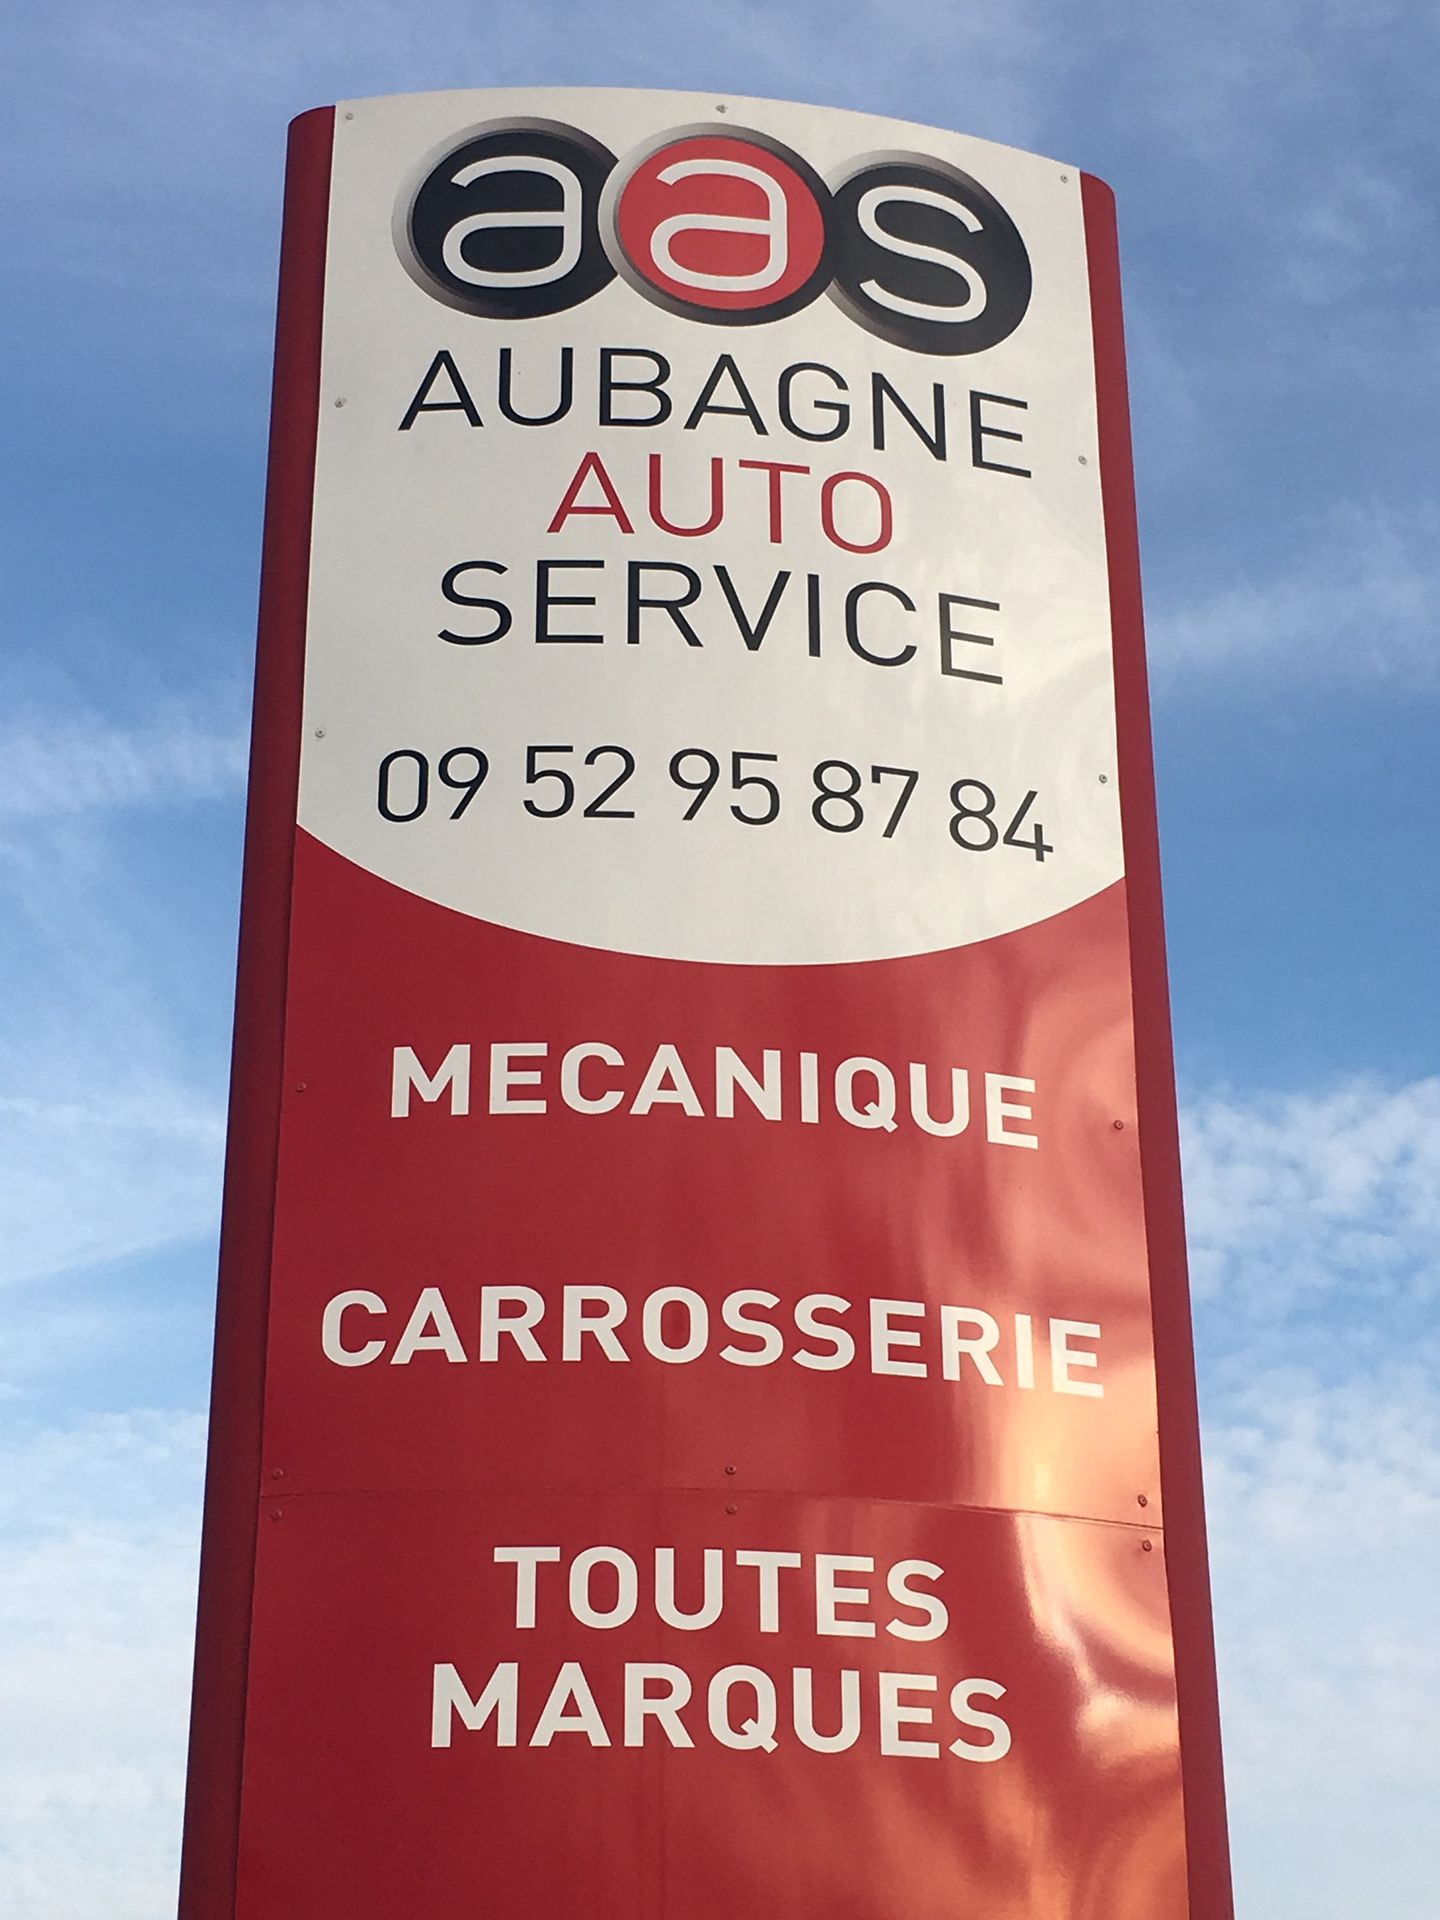 aas
AUBAGNE
AUTO
SERVICE
09 52 95 87 84
MECANIQUE
CARROSSERIE
TOUTES
MARQUES